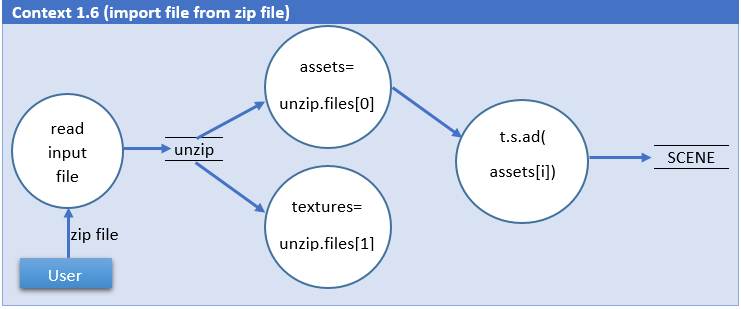 Context 1.6 (import file from zip file)
read
input
file
zip file
User
unzip
assets=
unzip.files[0]
textures=
unzip.files[1]
t.s.ad(
assets[i])
SCENE